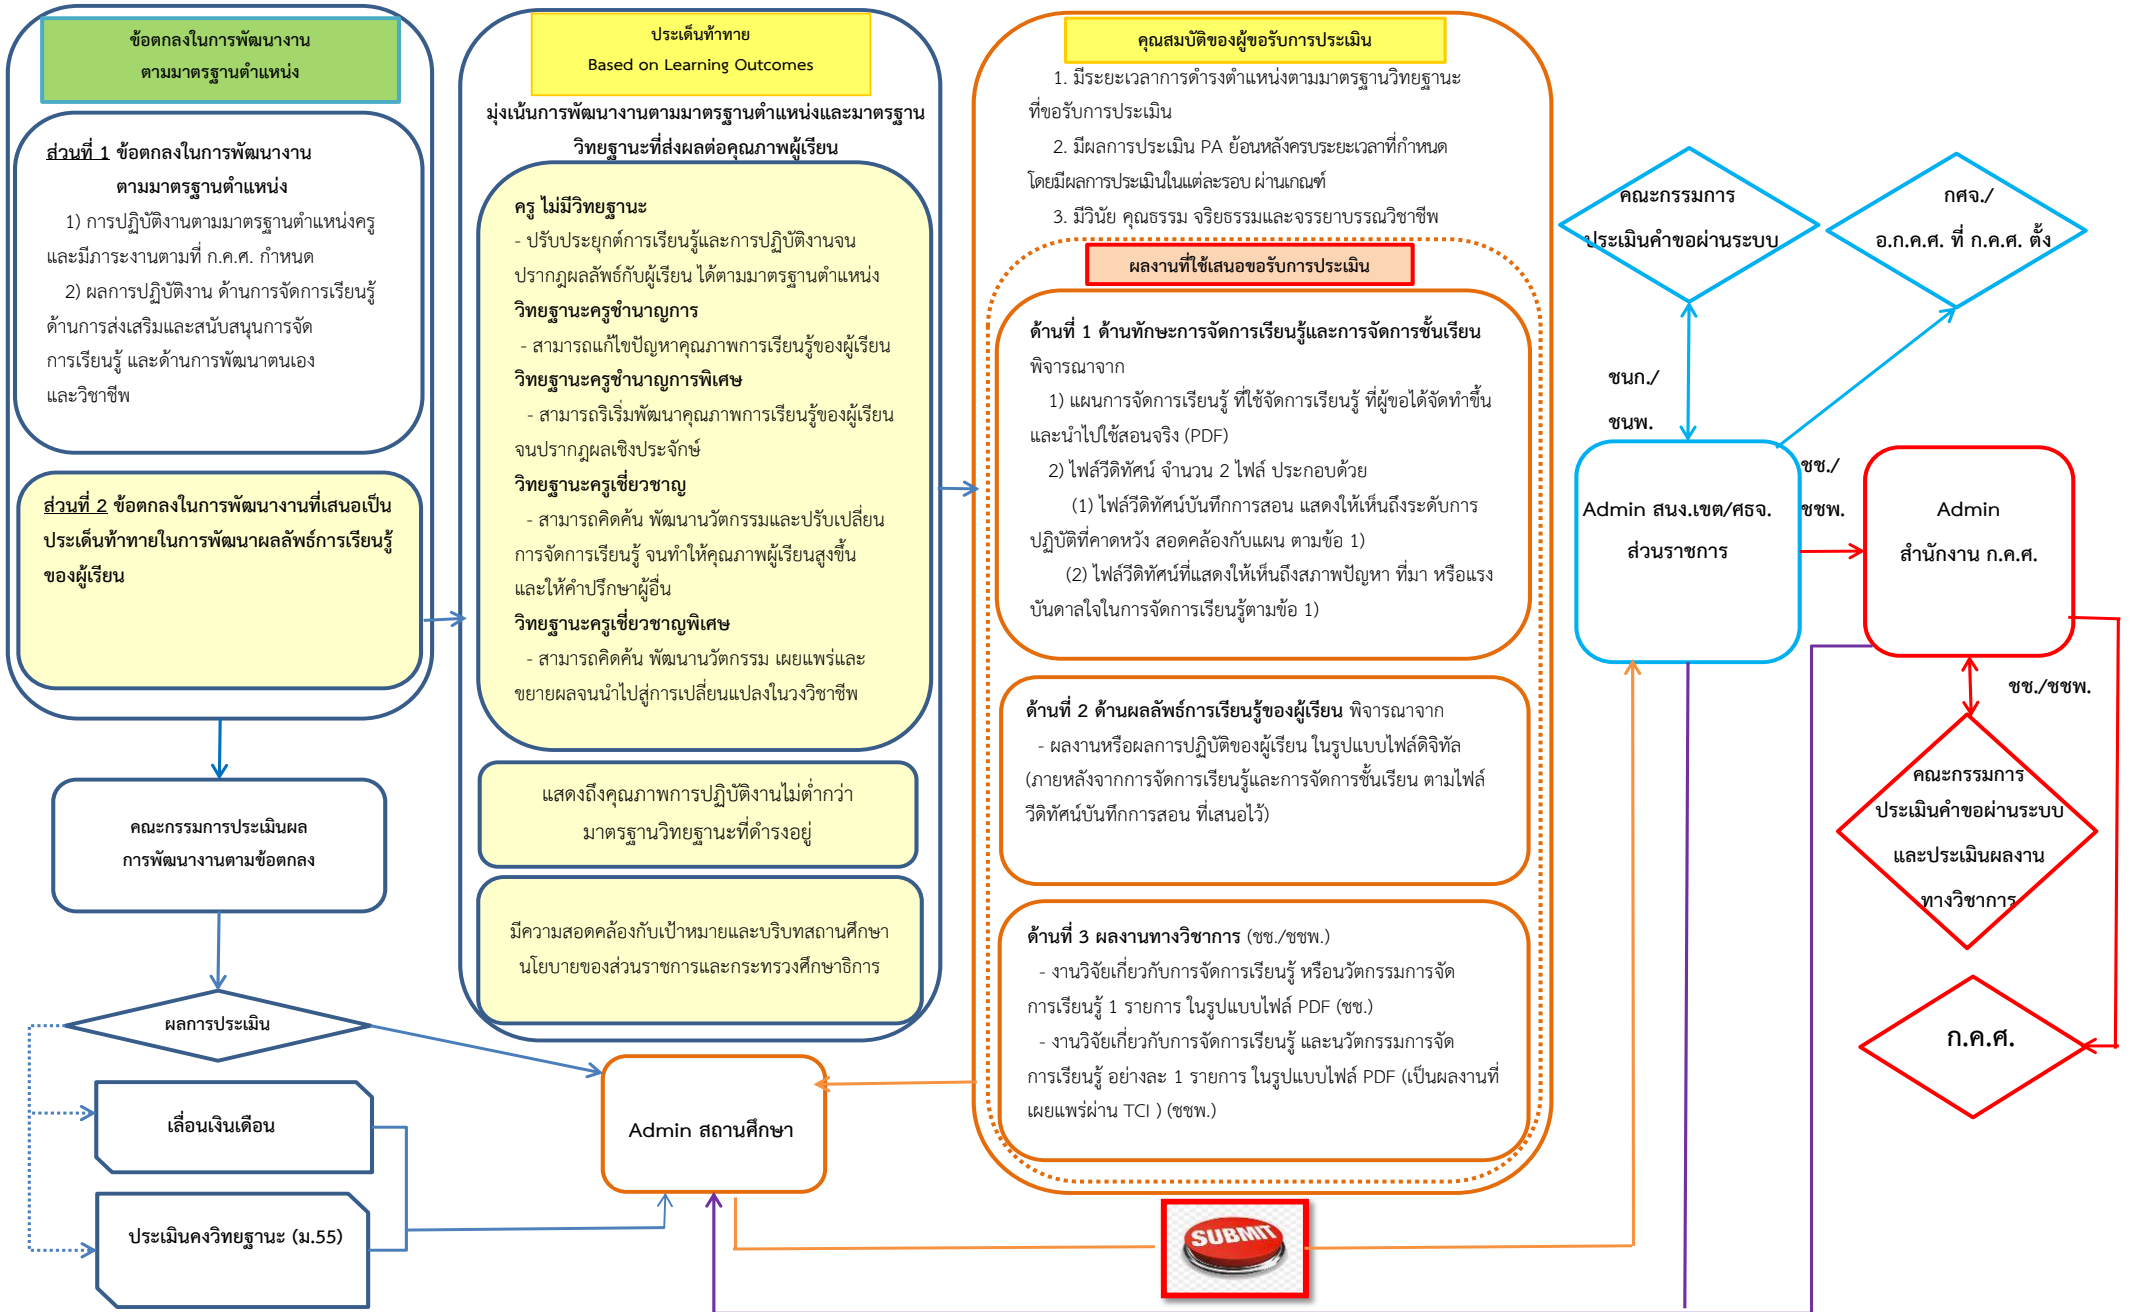 ข้อตกลงในการพัฒนางาน
ตามมาตรฐานตำแหน่ง
ส่วนที่ 1 ข้อตกลงในการพัฒนางาน
ตามมาตรฐานตำแหน่ง
1) การปฏิบัติงานตามมาตรฐานตำแหน่งครู
และมีภาระงานตามที่ ก.ค.ศ. กำหนด
2) ผลการปฏิบัติงาน ด้านการจัดการเรียนรู้
ด้านการส่งเสริมและสนับสนุนการจัด
การเรียนรู้ และด้านการพัฒนาตนเอง
และวิชาชีพ
ส่วนที่ 2 ข้อตกลงในการพัฒนางานที่เสนอเป็น
ประเด็นท้าทายในการพัฒนาผลลัพธ์การเรียนรู้
ของผู้เรียน
คณะกรรมการประเมินผล
การพัฒนางานตามข้อตกลง
ผลการประเมิน
เลื่อนเงินเดือน
ประเมินคงวิทยฐานะ (ม.55)
ประเด็นท้าทาย
Based on Learning Outcomes
มุ่งเน้นการพัฒนางานตามมาตรฐานตำแหน่งและมาตรฐาน
วิทยฐานะที่ส่งผลต่อคุณภาพผู้เรียน
ครู ไม่มีวิทยฐานะ
- ปรับประยุกต์การเรียนรู้และการปฏิบัติงานจน
ปรากฎผลลัพธ์กับผู้เรียน ได้ตามมาตรฐานตำแหน่ง
วิทยฐานะครูชำนาญการ
- สามารถแก้ไขปัญหาคุณภาพการเรียนรู้ของผู้เรียน
วิทยฐานะครูชำนาญการพิเศษ
- สามารถริเริ่มพัฒนาคุณภาพการเรียนรู้ของผู้เรียน
จนปรากฎผลเชิงประจักษ์
วิทยฐานะครูเชี่ยวชาญ
- สามารถคิดค้น พัฒนานวัตกรรมและปรับเปลี่ยน
การจัดการเรียนรู้ จนทำให้คุณภาพผู้เรียนสูงขึ้น
และให้คำปรึกษาผู้อื่น
วิทยฐานะครูเชี่ยวชาญพิเศษ
- สามารถคิดค้น พัฒนานวัตกรรม เผยแพร่และ
ขยายผลจนนำไปสู่การเปลี่ยนแปลงในวงวิชาชีพ
แสดงถึงคุณภาพการปฏิบัติงานไม่ต่ำกว่า
มาตรฐานวิทยฐานะที่ดำรงอยู่
มีความสอดคล้องกับเป้าหมายและบริบทสถานศึกษา
นโยบายของส่วนราชการและกระทรวงศึกษาธิการ
Admin สถานศึกษา
คุณสมบัติของผู้ขอรับการประเมิน
1. มีระยะเวลาการดำรงตำแหน่งตามมาตรฐานวิทยฐานะ
ที่ขอรับการประเมิน
2. มีผลการประเมิน PA ย้อนหลังครบระยะเวลาที่กำหนด
โดยมีผลการประเมินในแต่ละรอบ ผ่านเกณฑ์
3. มีวินัย คุณธรรม จริยธรรมและจรรยาบรรณวิชาชีพ
ผลงานที่ใช้เสนอขอรับการประเมิน
ด้านที่ 1 ด้านทักษะการจัดการเรียนรู้และการจัดการชั้นเรียน
พิจารณาจาก
1) แผนการจัดการเรียนรู้ ที่ใช้จัดการเรียนรู้ ที่ผู้ขอได้จัดทำขึ้น
และนำไปใช้สอนจริง (PDF)
2) ไฟล์วีดิทัศน์ จำนวน 2 ไฟล์ ประกอบด้วย
(1) ไฟล์วีดิทัศน์บันทึกการสอน แสดงให้เห็นถึงระดับการ
ปฏิบัติที่คาดหวัง สอดคล้องกับแผน ตามข้อ 1)
(2) ไฟล์วีดิทัศน์ที่แสดงให้เห็นถึงสภาพปัญหา ที่มา หรือแรง
บันดาลใจในการจัดการเรียนรู้ตามข้อ 1)
ด้านที่ 2 ด้านผลลัพธ์การเรียนรู้ของผู้เรียน พิจารณาจาก
- ผลงานหรือผลการปฏิบัติของผู้เรียน ในรูปแบบไฟล์ดิจิทัล
(ภายหลังจากการจัดการเรียนรู้และการจัดการชั้นเรียน ตามไฟล์
วีดิทัศน์บันทึกการสอน ที่เสนอไว้)
ด้านที่ 3 ผลงานทางวิชาการ (ชช./ชชพ.)
- งานวิจัยเกี่ยวกับการจัดการเรียนรู้ หรือนวัตกรรมการจัด
การเรียนรู้ 1 รายการ ในรูปแบบไฟล์ PDF (ชช.)
- งานวิจัยเกี่ยวกับการจัดการเรียนรู้ และนวัตกรรมการจัด
การเรียนรู้ อย่างละ 1 รายการ ในรูปแบบไฟล์ PDF (เป็นผลงานที่
เผยแพร่ผ่าน TCI ) (ชชพ.)
SUBMIT
คณะกรรมการ
ประเมินคำขอผ่านระบบ
กศจ./
อ.ก.ค.ศ. ที่ ก.ค.ศ. ตั้ง
ชนก./
ชนพ.
Admin สนง.เขต/ศธจ.
ส่วนราชการ
ชช./
ชชพ.
Admin
สำนักงาน ก.ค.ศ.
ชช./ชชพ.
คณะกรรมการ
ประเมินคำขอผ่านระบบ
และประเมินผลงาน
ทางวิชาการ
ก.ค.ศ.